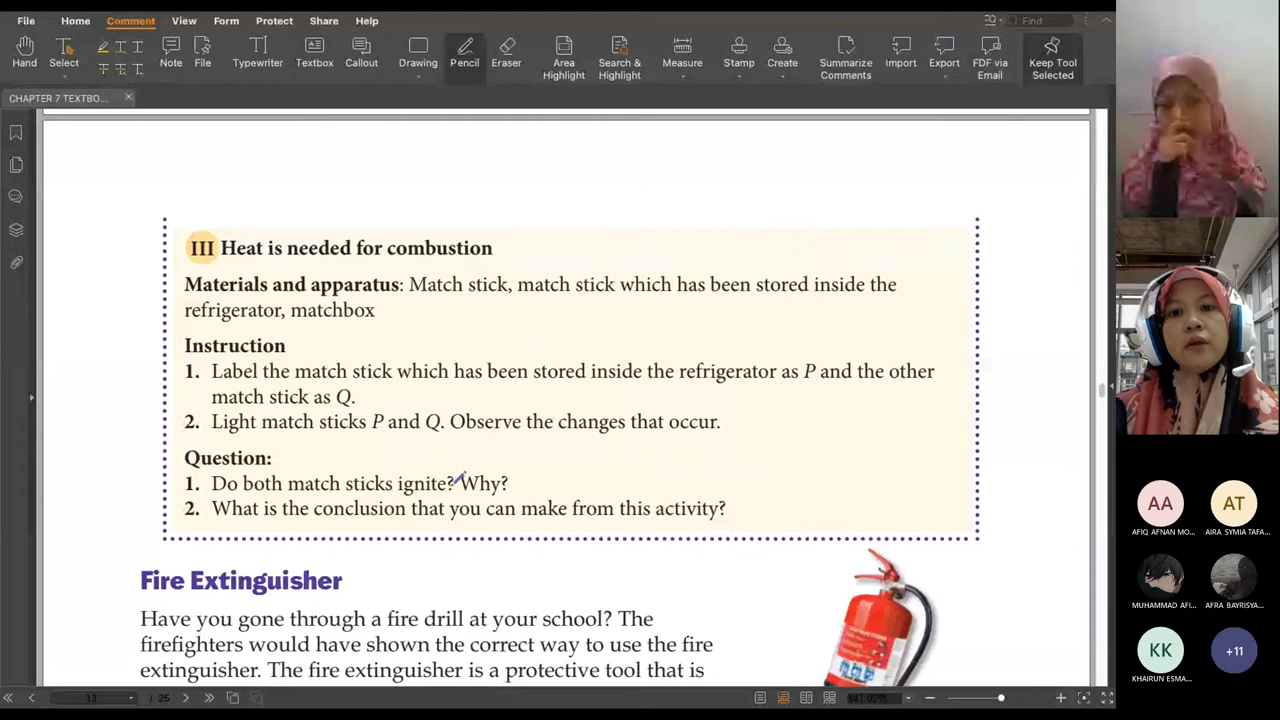 File Home Comment View Form Protect Share Help Find
Hand Select Note File Typewriter Textbox Callout Drawing Pencil Eraser Area Highlight Search & Highlight Measure Stamp Create Summarize Comments Import Export FDF via Email Keep Tool Selected
CHAPTER 7 TEXTBO...
III Heat is needed for combustion
Materials and apparatus: Match stick, match stick which has been stored inside the
refrigerator, matchbox
Instruction
1. Label the match stick which has been stored inside the refrigerator as P and the other
match stick as Q.
2. Light match sticks P and Q. Observe the changes that occur.
Question:
1. Do both match sticks ignite? Why?
2. What is the conclusion that you can make from this activity?
Fire Extinguisher
Have you gone through a fire drill at your school? The
firefighters would have shown the correct way to use the fire
extinguisher. The fire extinguisher is a protective tool that is
13 / 26
AA
AFIQ AFNAN MO...
AT
AIRA SYMIA TAFA...
MUHAMMAD AFI...
AFRA BAYRISYA...
KK
KHAIRUN ESMA...
+11